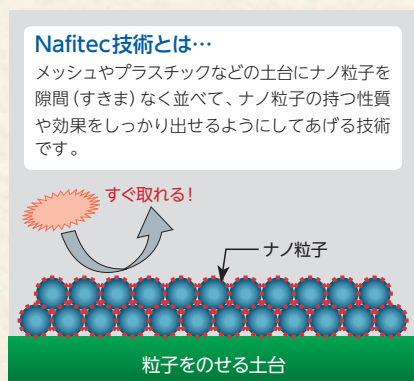 Nafitec技術とは…
メッシュやプラスチックなどの土台にナノ粒子を
隙間（すきま）なく並べて、ナノ粒子の持つ性質
や効果をしっかり出せるようにしてあげる技術
です。
すぐ取れる！
ナノ粒子
粒子をのせる土台